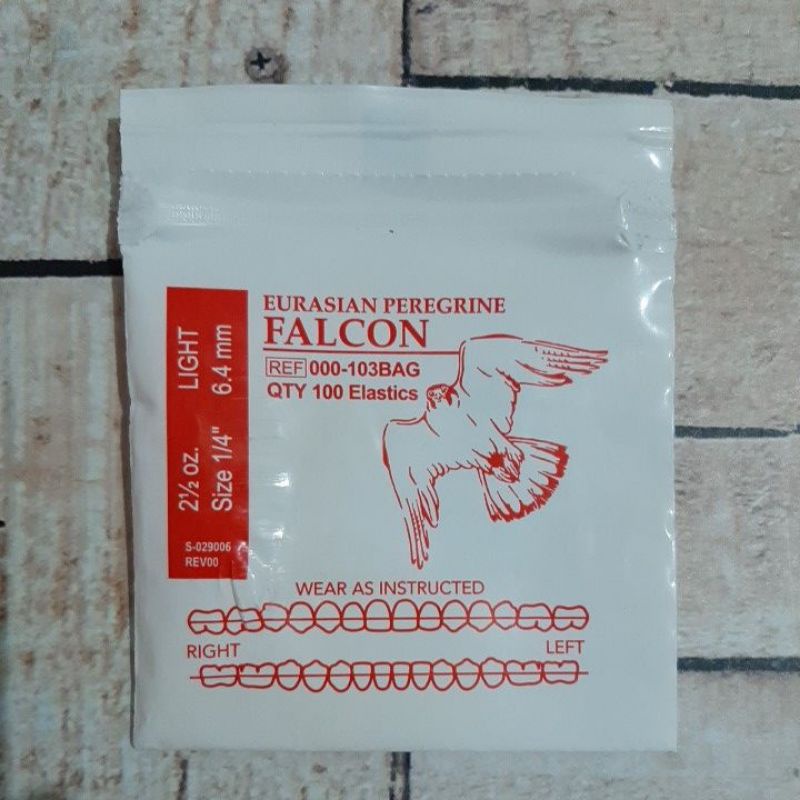 EURASIAN PEREGRINE
FALCON
REF 000-103BAG
QTY 100 Elastics
2½ oz. LIGHT
Size 1/4" 6.4 mm
S-029006
REV00
WEAR AS INSTRUCTED
RIGHT LEFT